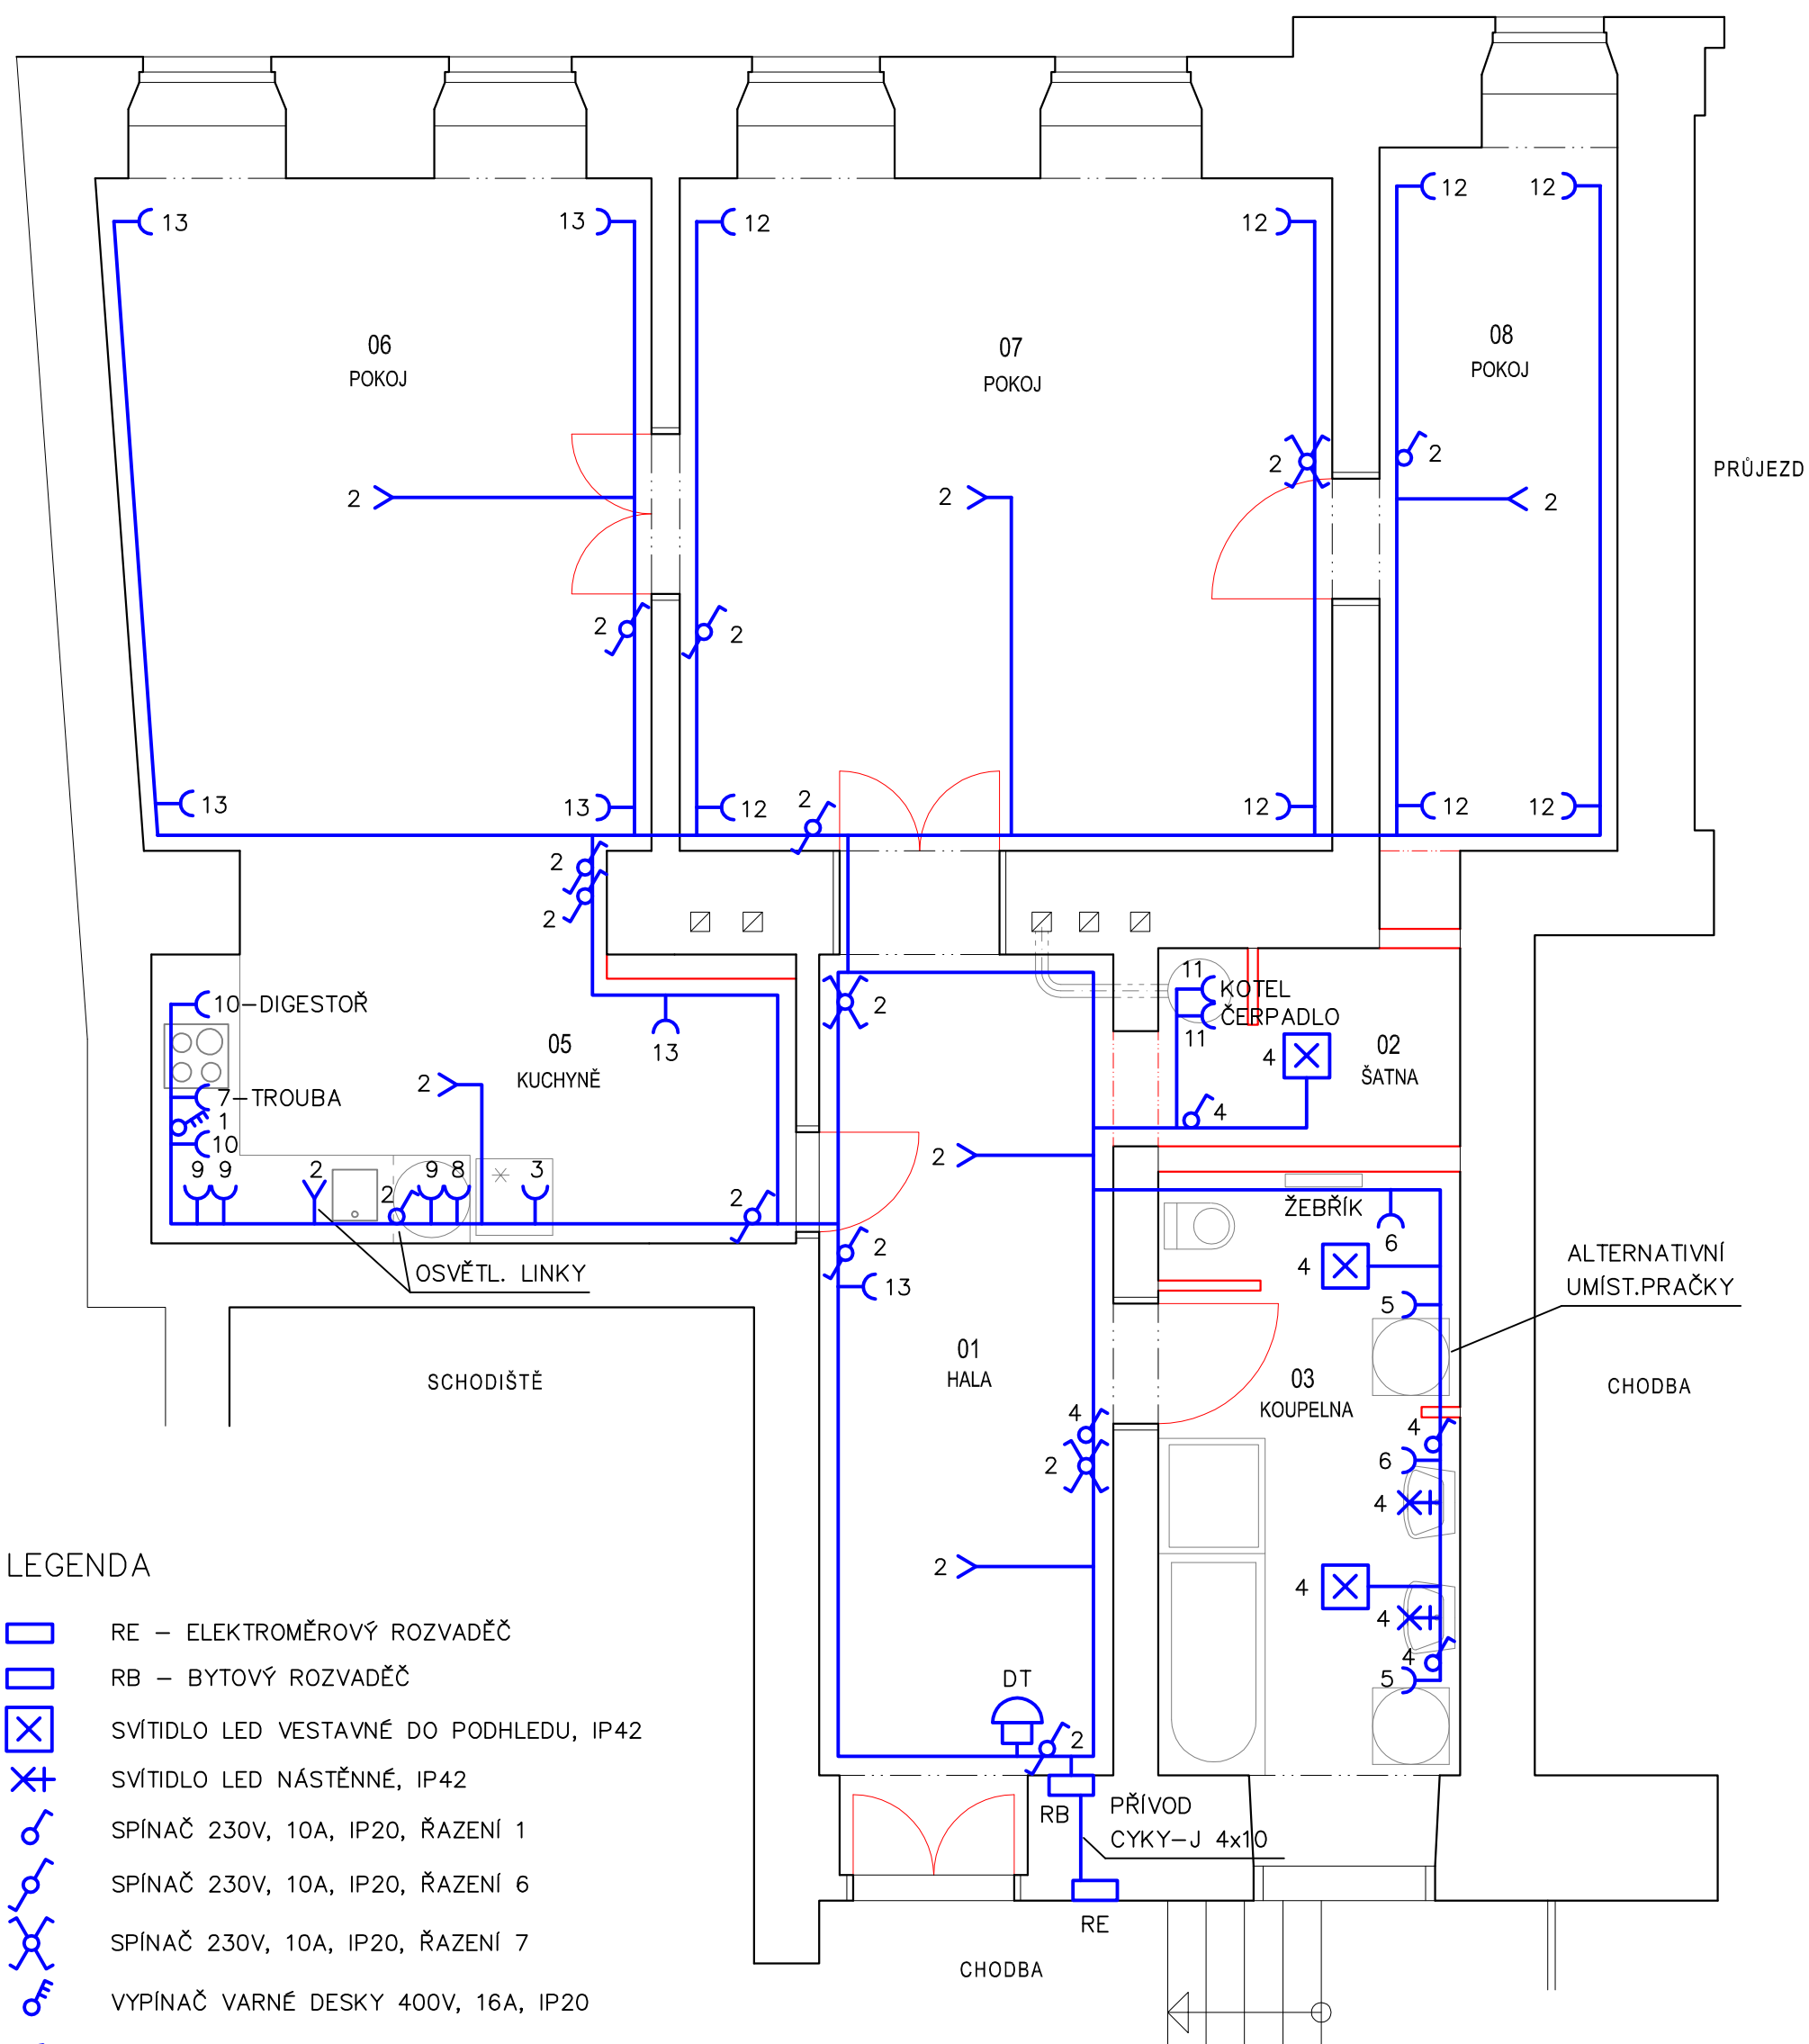 13
13
12
12
12
12
06
POKOJ
07
POKOJ
08
POKOJ
PRŮJEZD
2
2
2
2
2
2
2
2
13
13
12
2
12
12
12
2
2
10-DIGESTOŘ
7-TROUBA
1
10
9
9
2
2
9
8
3
2
05
KUCHYNĚ
13
2
OSVĚTL. LINKY
2
2
13
2
11
KOTEL
ČERPADLO
11
4
4
02
ŠATNA
ŽEBŘÍK
6
4
5
ALTERNATIVNÍ
UMÍST.PRAČKY
SCHODIŠTĚ
01
HALA
03
KOUPELNA
CHODBA
4
2
4
6
4
2
4
4
4
5
DT
2
RB
PŘÍVOD
CYKY-J 4x10
RE
CHODBA
LEGENDA
RE - ELEKTROMĚROVÝ ROZVADĚČ
RB - BYTOVÝ ROZVADĚČ
SVÍTIDLO LED VESTAVNÉ DO PODHLEDU, IP42
SVÍTIDLO LED NÁSTĚNNÉ, IP42
SPÍNAČ 230V, 10A, IP20, ŘAZENÍ 1
SPÍNAČ 230V, 10A, IP20, ŘAZENÍ 6
SPÍNAČ 230V, 10A, IP20, ŘAZENÍ 7
VYPÍNAČ VARNÉ DESKY 400V, 16A, IP20